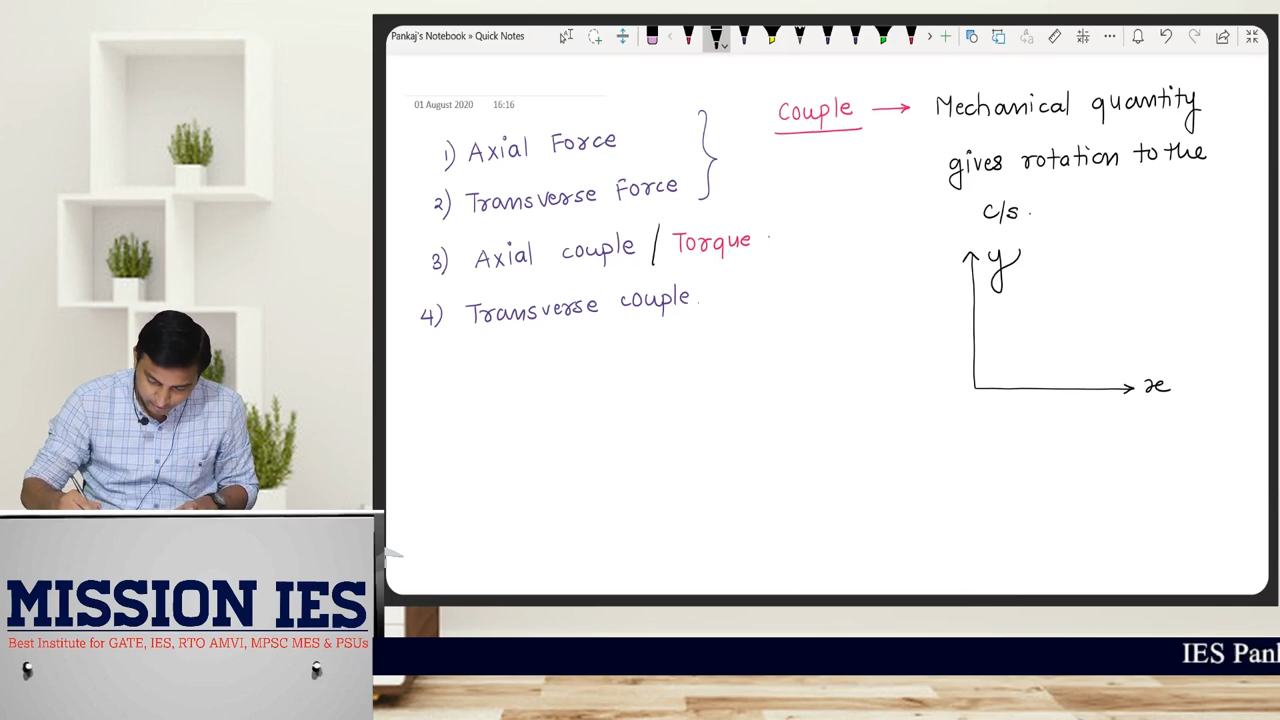 Pankaj's Notebook » Quick Notes
01 August 2020 16:16
1) Axial Force
2) Transverse Force
3) Axial couple / Torque
4) Transverse couple.
Couple → Mechanical quantity
gives rotation to the
c/s.
y
x
MISSION IES
Best Institute for GATE, IES, RTO AMVI, MPSC MES & PSUs
IES Pank